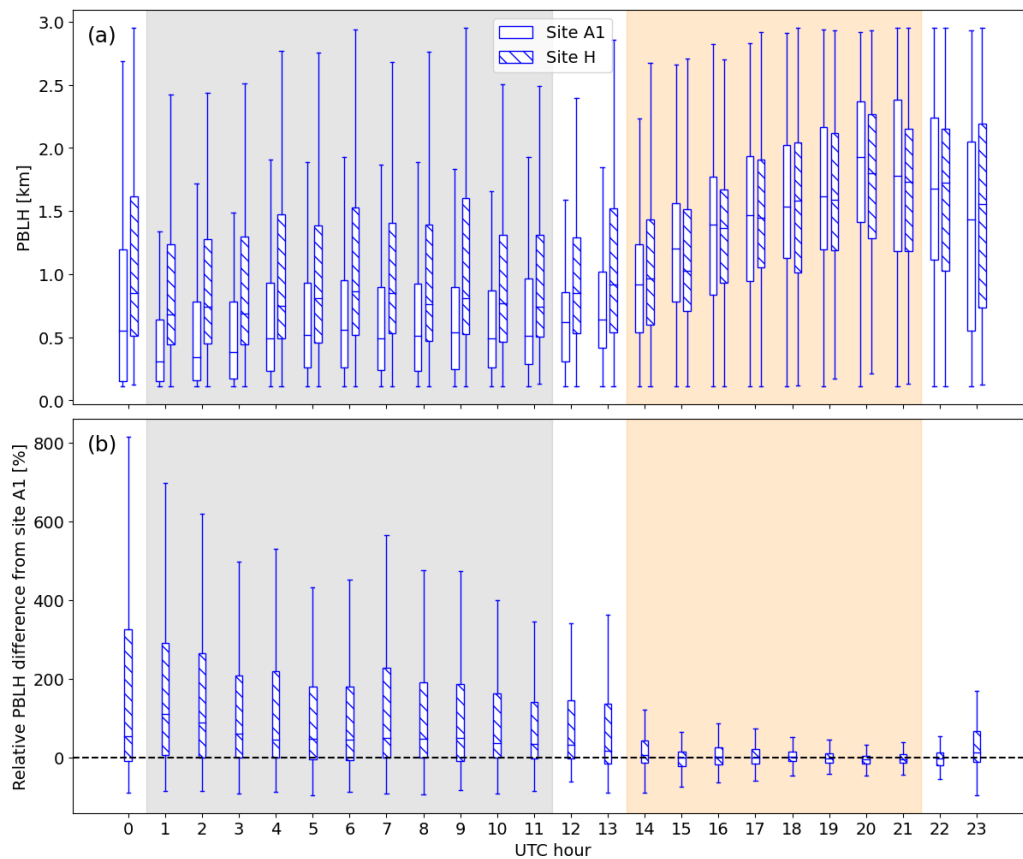 (a)
Site A1
Site H
PBLH [km]
3.0
2.5
2.0
1.5
1.0
0.5
0.0
(b)
Relative PBLH difference from site A1 [%]
800
600
400
200
0
0 1 2 3 4 5 6 7 8 9 10 11 12 13 14 15 16 17 18 19 20 21 22 23
UTC hour